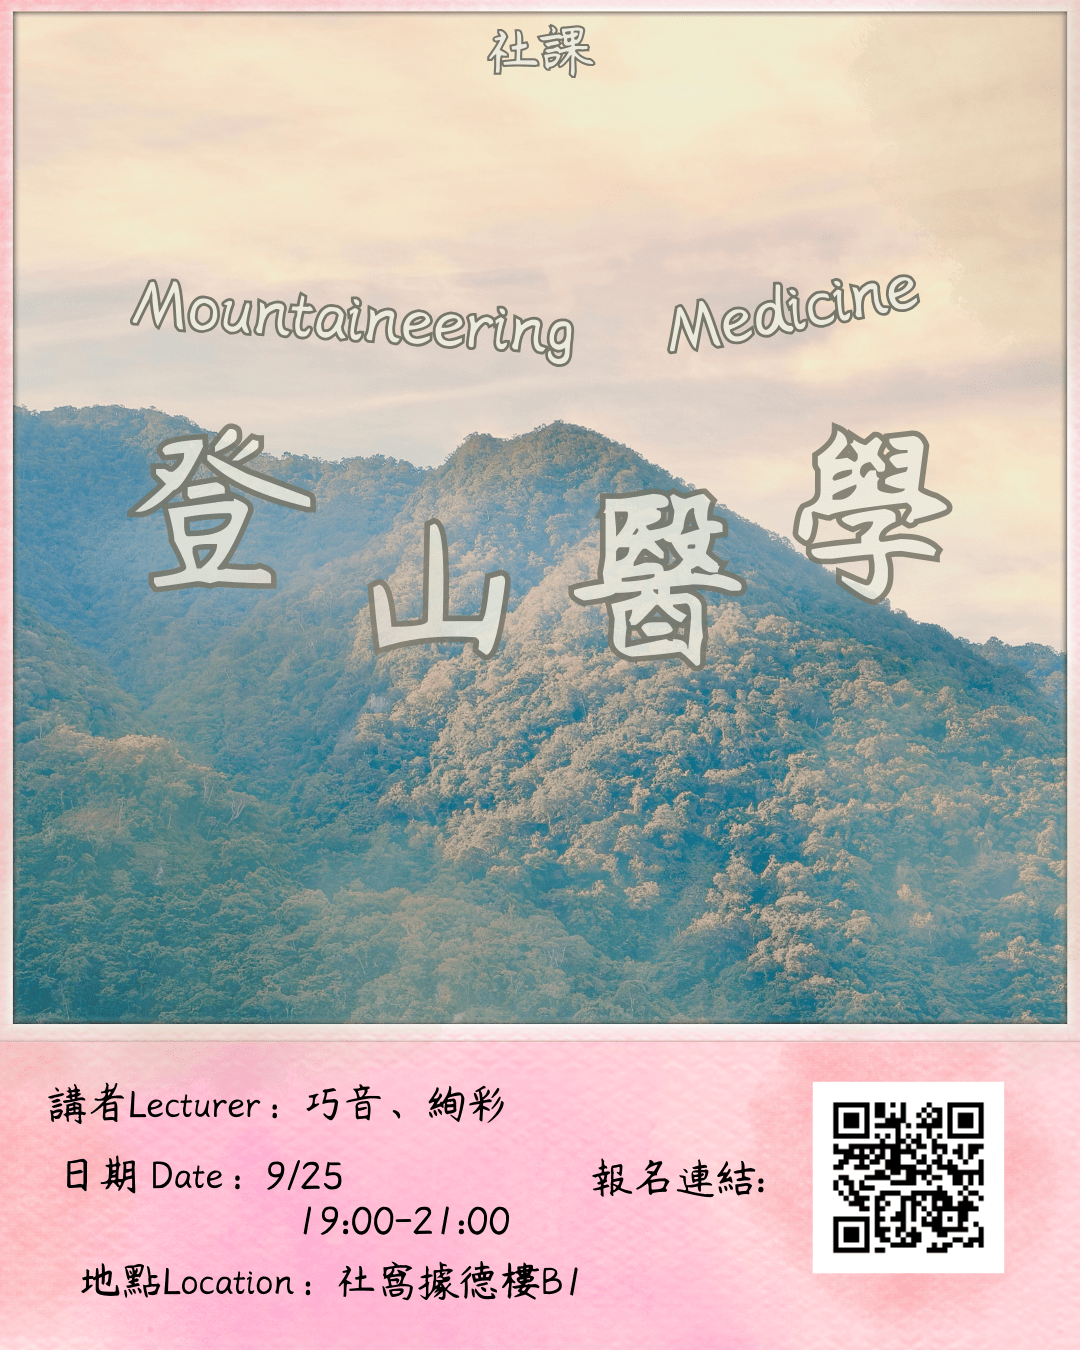 社課
Mountaineering Medicine
登山醫學
講者Lecturer：巧音、絢彩
日期 Date：9/25
19:00-21:00
報名連結:
地點Location：社窩據德樓B1